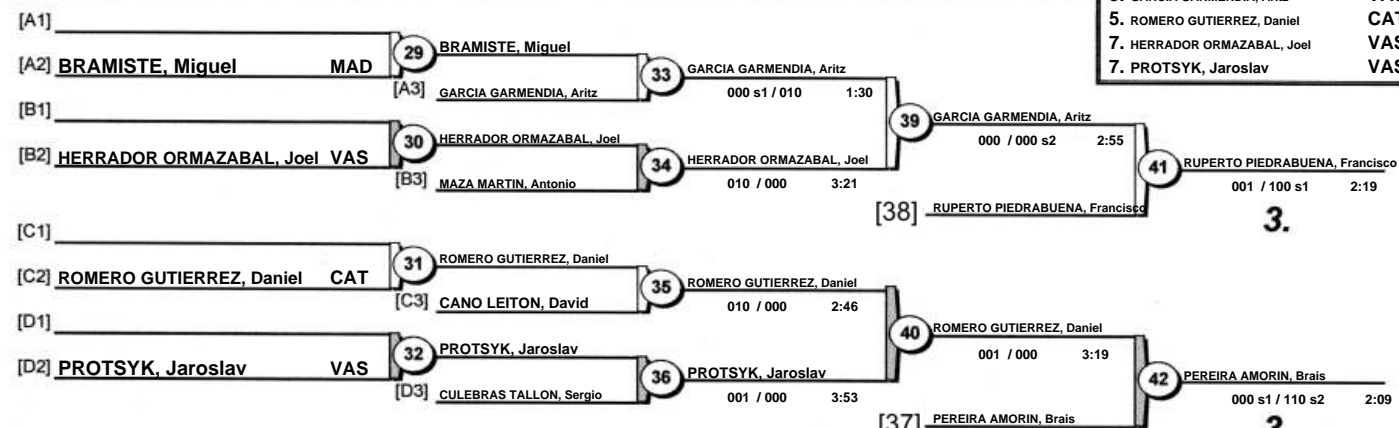 5. ROMERO GUTIERREZ, Daniel CAT
7. HERRADOR ORMAZABAL, Joel VAS
7. PROTSYK, Jaroslav VAS
[A1]
[A2] BRAMISTE, Miguel MAD
29
BRAMISTE, Miguel
[A3] GARCIA GARMENDIA, Aritz
33
GARCIA GARMENDIA, Aritz
000 s1 / 010 1:30
[B1]
[B2] HERRADOR ORMAZABAL, Joel VAS
30
HERRADOR ORMAZABAL, Joel
[B3] MAZA MARTIN, Antonio
34
HERRADOR ORMAZABAL, Joel
010 / 000 3:21
39
GARCIA GARMENDIA, Aritz
000 / 000 s2 2:55
[38] RUPERTO PIEDRABUENA, Francisco
41
RUPERTO PIEDRABUENA, Francisco
001 / 100 s1 2:19
3.
[C1]
[C2] ROMERO GUTIERREZ, Daniel CAT
31
ROMERO GUTIERREZ, Daniel
[C3] CANO LEITON, David
35
ROMERO GUTIERREZ, Daniel
010 / 000 2:46
[D1]
[D2] PROTSYK, Jaroslav VAS
32
PROTSYK, Jaroslav
[D3] CULEBRAS TALLON, Sergio
36
PROTSYK, Jaroslav
001 / 000 3:53
40
ROMERO GUTIERREZ, Daniel
001 / 000 3:19
[37] PEREIRA AMORIN, Brais
42
PEREIRA AMORIN, Brais
000 s1 / 110 s2 2:09